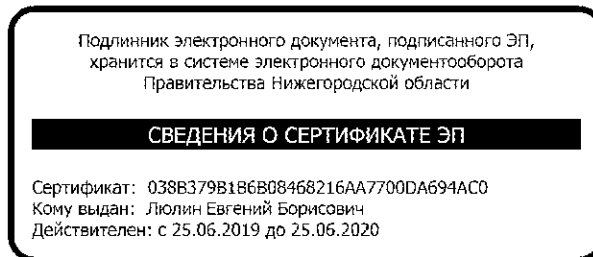 Подлинник электронного документа, подписанного ЭП,
хранится в системе электронного документооборота
Правительства Нижегородской области
СВЕДЕНИЯ О СЕРТИФИКАТЕ ЭП
Сертификат: 038B379B1B6B08468216AA7700DA694AC0
Кому выдан: Люлин Евгений Борисович
Действителен: с 25.06.2019 до 25.06.2020